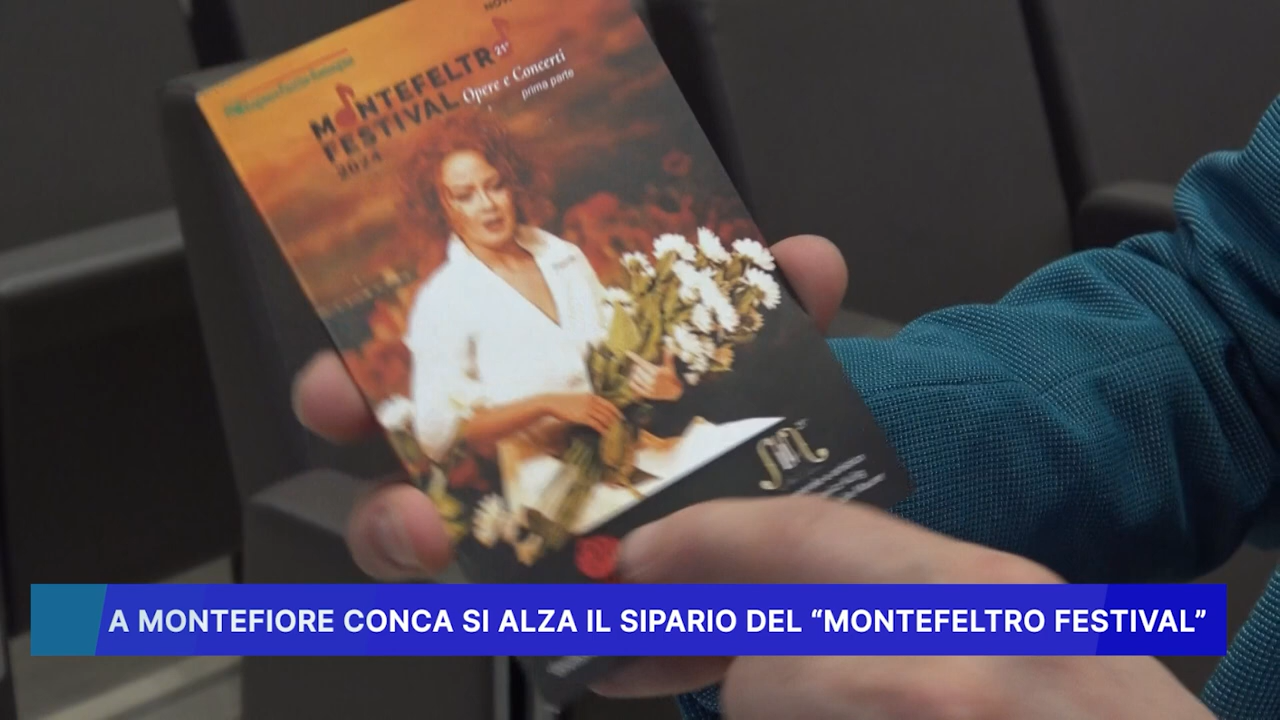 MONTEFELTRO
FESTIVAL
2024
21°
Opere e Concerti
prima parte
A MONTEFIORE CONCA SI ALZA IL SIPARIO DEL “MONTEFELTRO FESTIVAL”